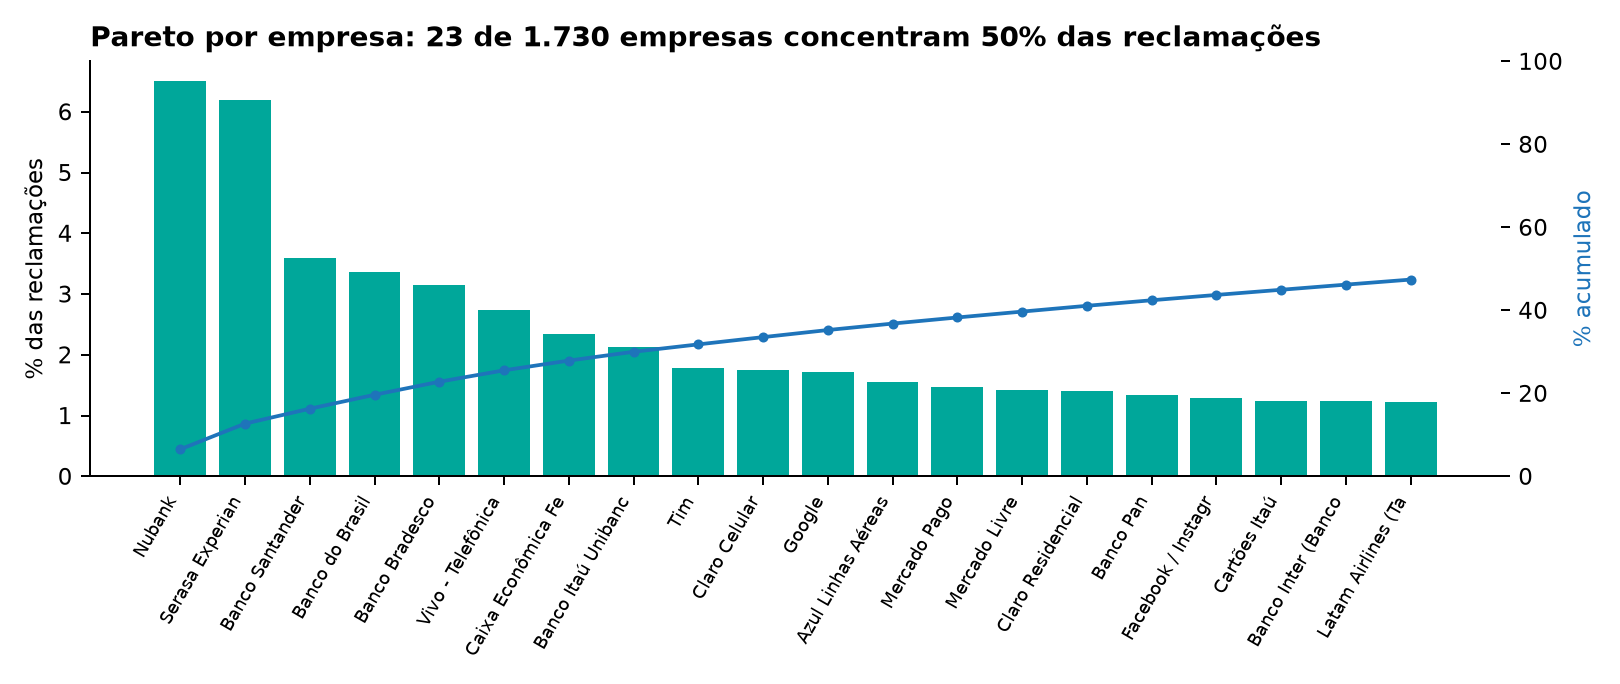 Pareto por empresa: 23 de 1.730 empresas concentram 50% das reclamações
% das reclamações
6
5
4
3
2
1
0
100
80
60
40
20
0
% acumulado
Nubank
Serasa Experian
Banco Santander
Banco do Brasil
Banco Bradesco
Vivo - Telefônica
Caixa Econômica Fe
Banco Itaú Unibanc
Tim
Claro Celular
Google
Azul Linhas Aéreas
Mercado Pago
Mercado Livre
Claro Residencial
Banco Pan
Facebook / Instagr
Cartões Itaú
Banco Inter (Banco
Latam Airlines (Ta